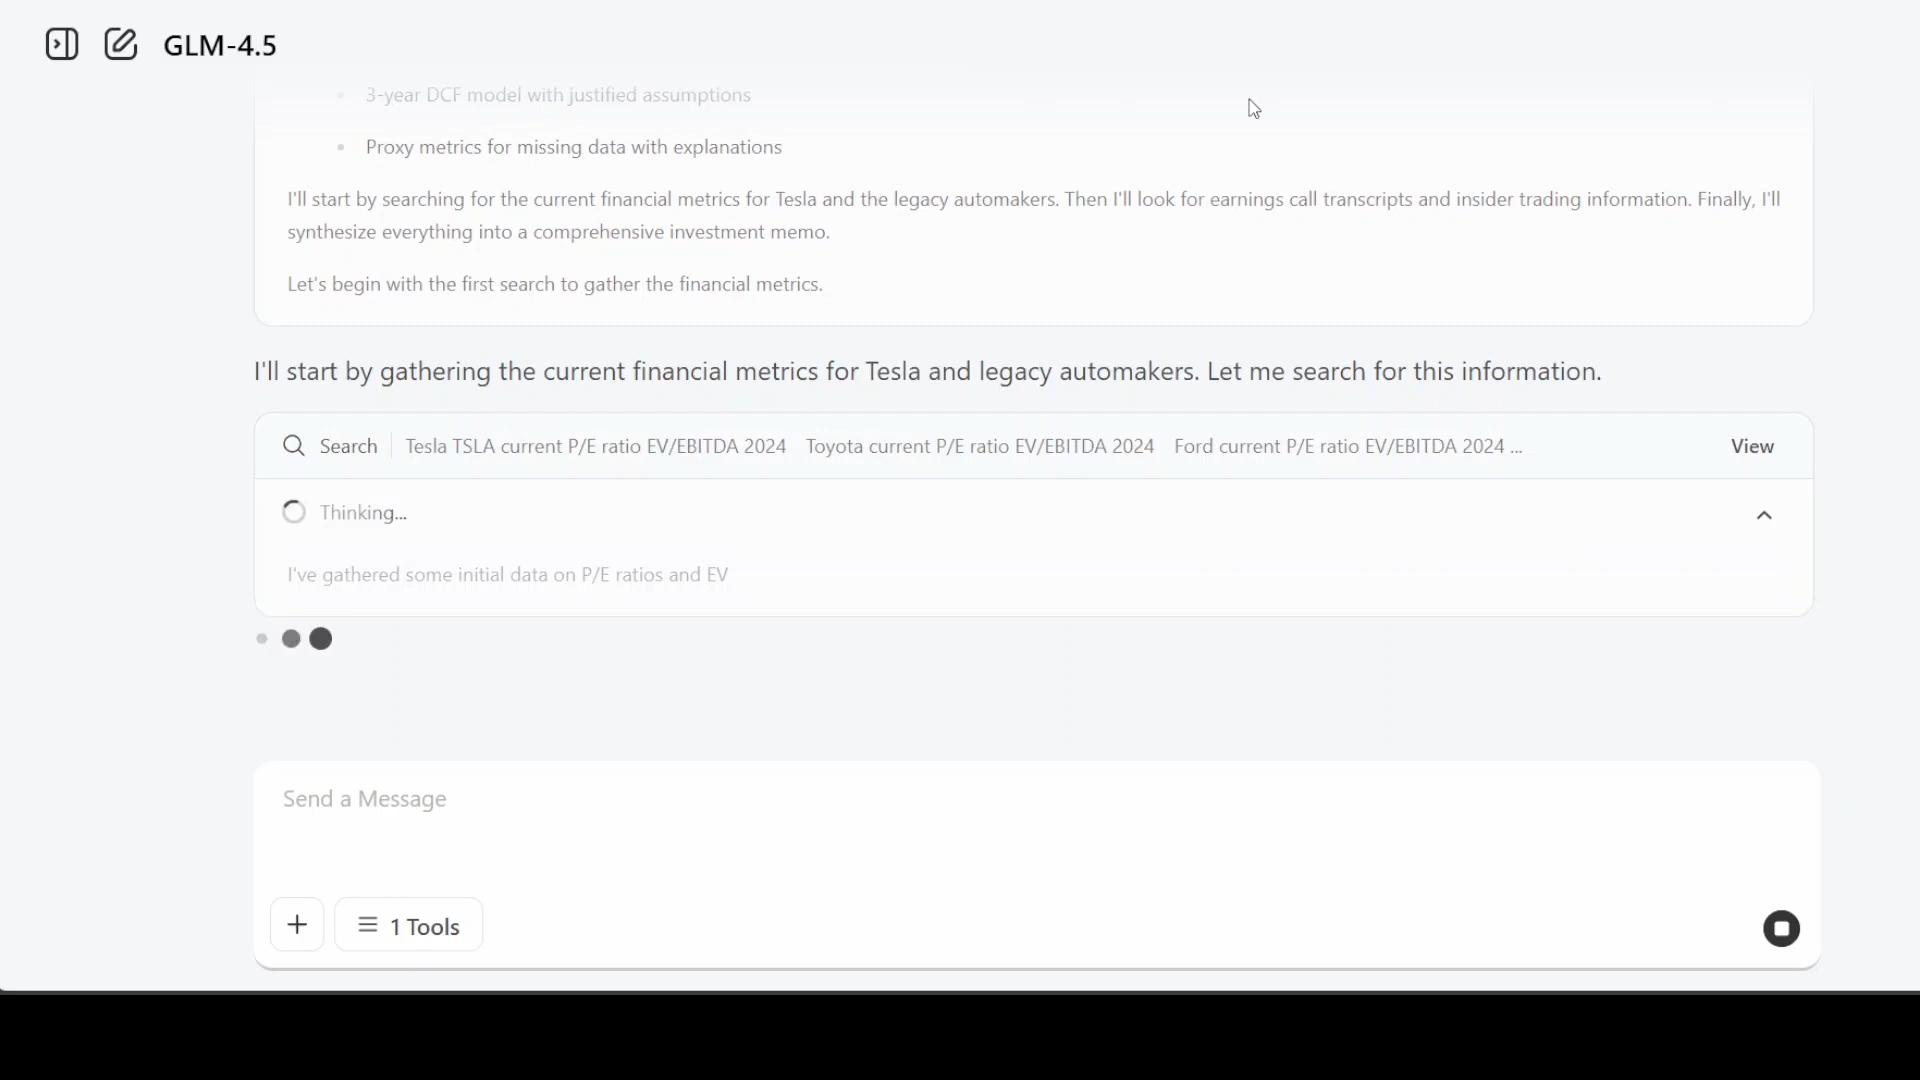 GLM-4.5
3-year DCF model with justified assumptions
Proxy metrics for missing data with explanations
I'll start by searching for the current financial metrics for Tesla and the legacy automakers. Then I'll look for earnings call transcripts and insider trading information. Finally, I'll
synthesize everything into a comprehensive investment memo.
Let's begin with the first search to gather the financial metrics.
I'll start by gathering the current financial metrics for Tesla and legacy automakers. Let me search for this information.
Search Tesla TSLA current P/E ratio EV/EBITDA 2024 Toyota current P/E ratio EV/EBITDA 2024 Ford current P/E ratio EV/EBITDA 2024 ... View
Thinking...
I've gathered some initial data on P/E ratios and EV
Send a Message
1 Tools